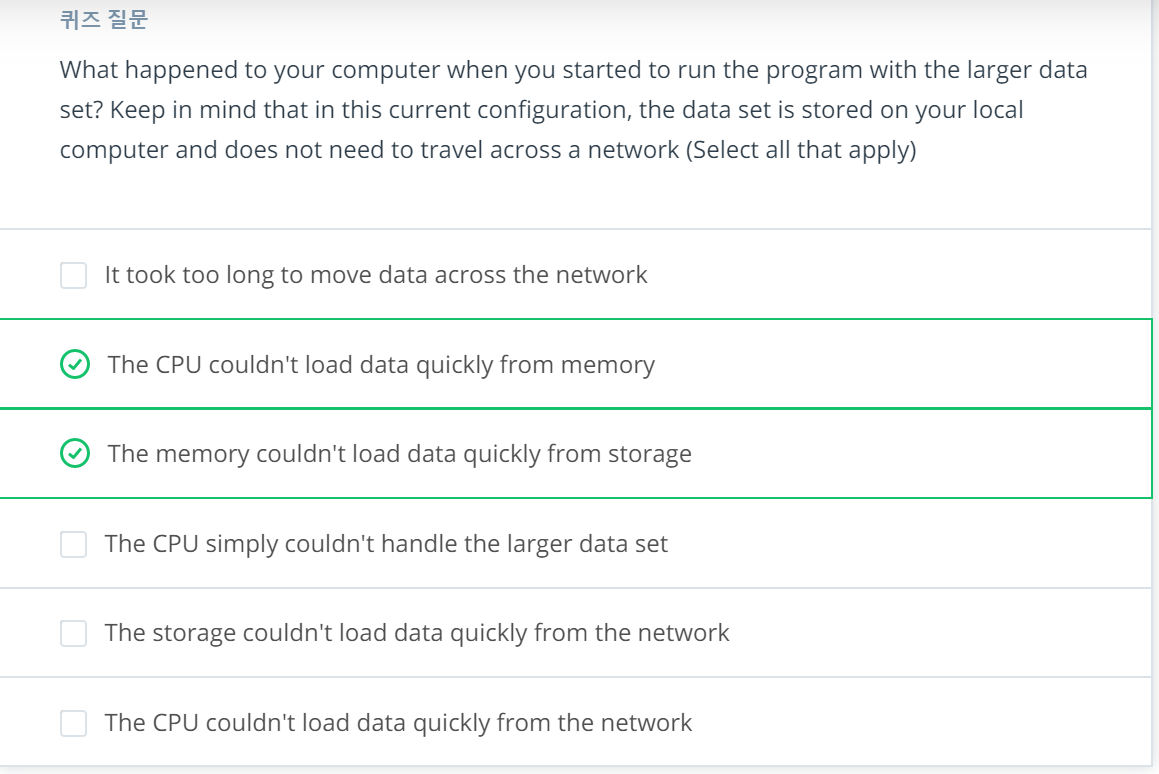 퀴즈 질문
What happened to your computer when you started to run the program with the larger data
set? Keep in mind that in this current configuration, the data set is stored on your local
computer and does not need to travel across a network (Select all that apply)
It took too long to move data across the network
The CPU couldn't load data quickly from memory
The memory couldn't load data quickly from storage
The CPU simply couldn't handle the larger data set
The storage couldn't load data quickly from the network
The CPU couldn't load data quickly from the network